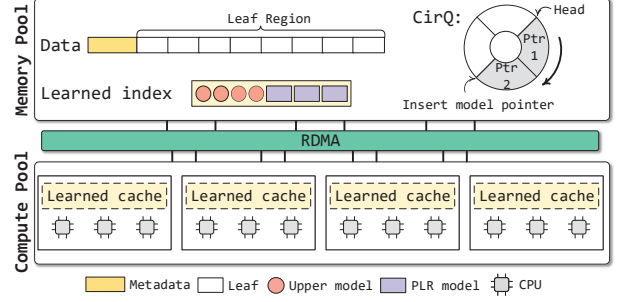 Memory Pool
Leaf Region
Data
CirQ:
Head
Ptr
1
Ptr
2
Learned index
Insert model pointer
RDMA
Compute Pool
Learned cache
Learned cache
Learned cache
Learned cache
Metadata
Leaf
Upper model
PLR model
CPU